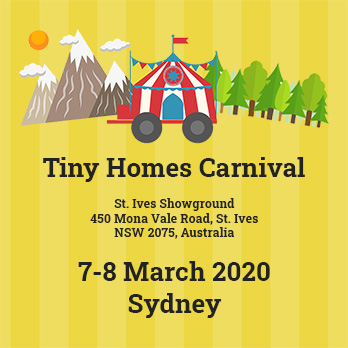 Tiny Homes Carnival
St. Ives Showground
450 Mona Vale Road, St. Ives
NSW 2075, Australia
7-8 March 2020
Sydney